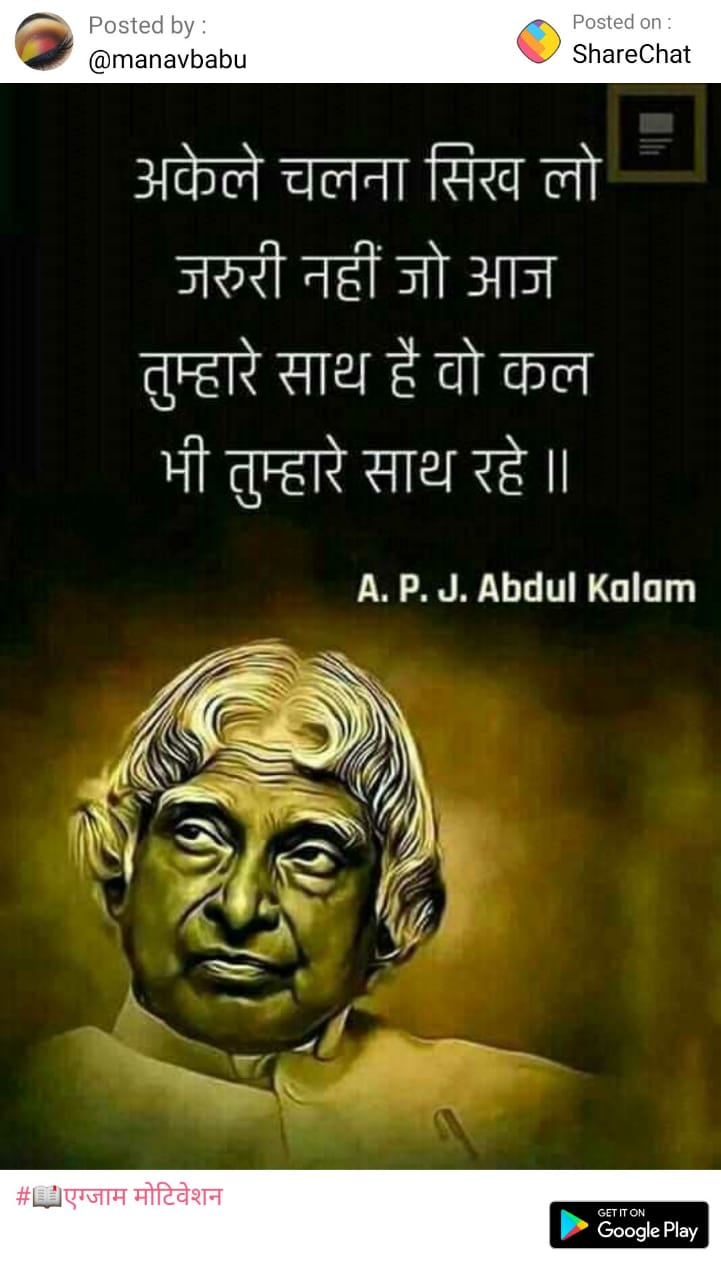 Posted by :
@manavbabu
Posted on :
ShareChat
अकेले चलना सिख लो
जरुरी नहीं जो आज
तुम्हारे साथ है वो कल
भी तुम्हारे साथ रहे ॥
A. P. J. Abdul Kalam
#📖एग्जाम मोटिवेशन
GET IT ON
Google Play